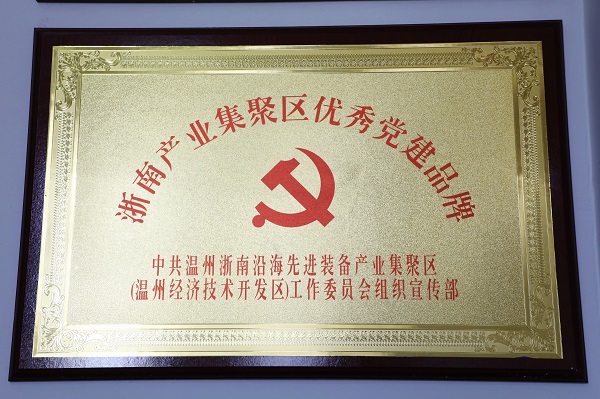 浙南产业集聚区优秀党建品牌
中共温州浙南沿海先进装备产业集聚区
(温州经济技术开发区)工作委员会组织宣传部